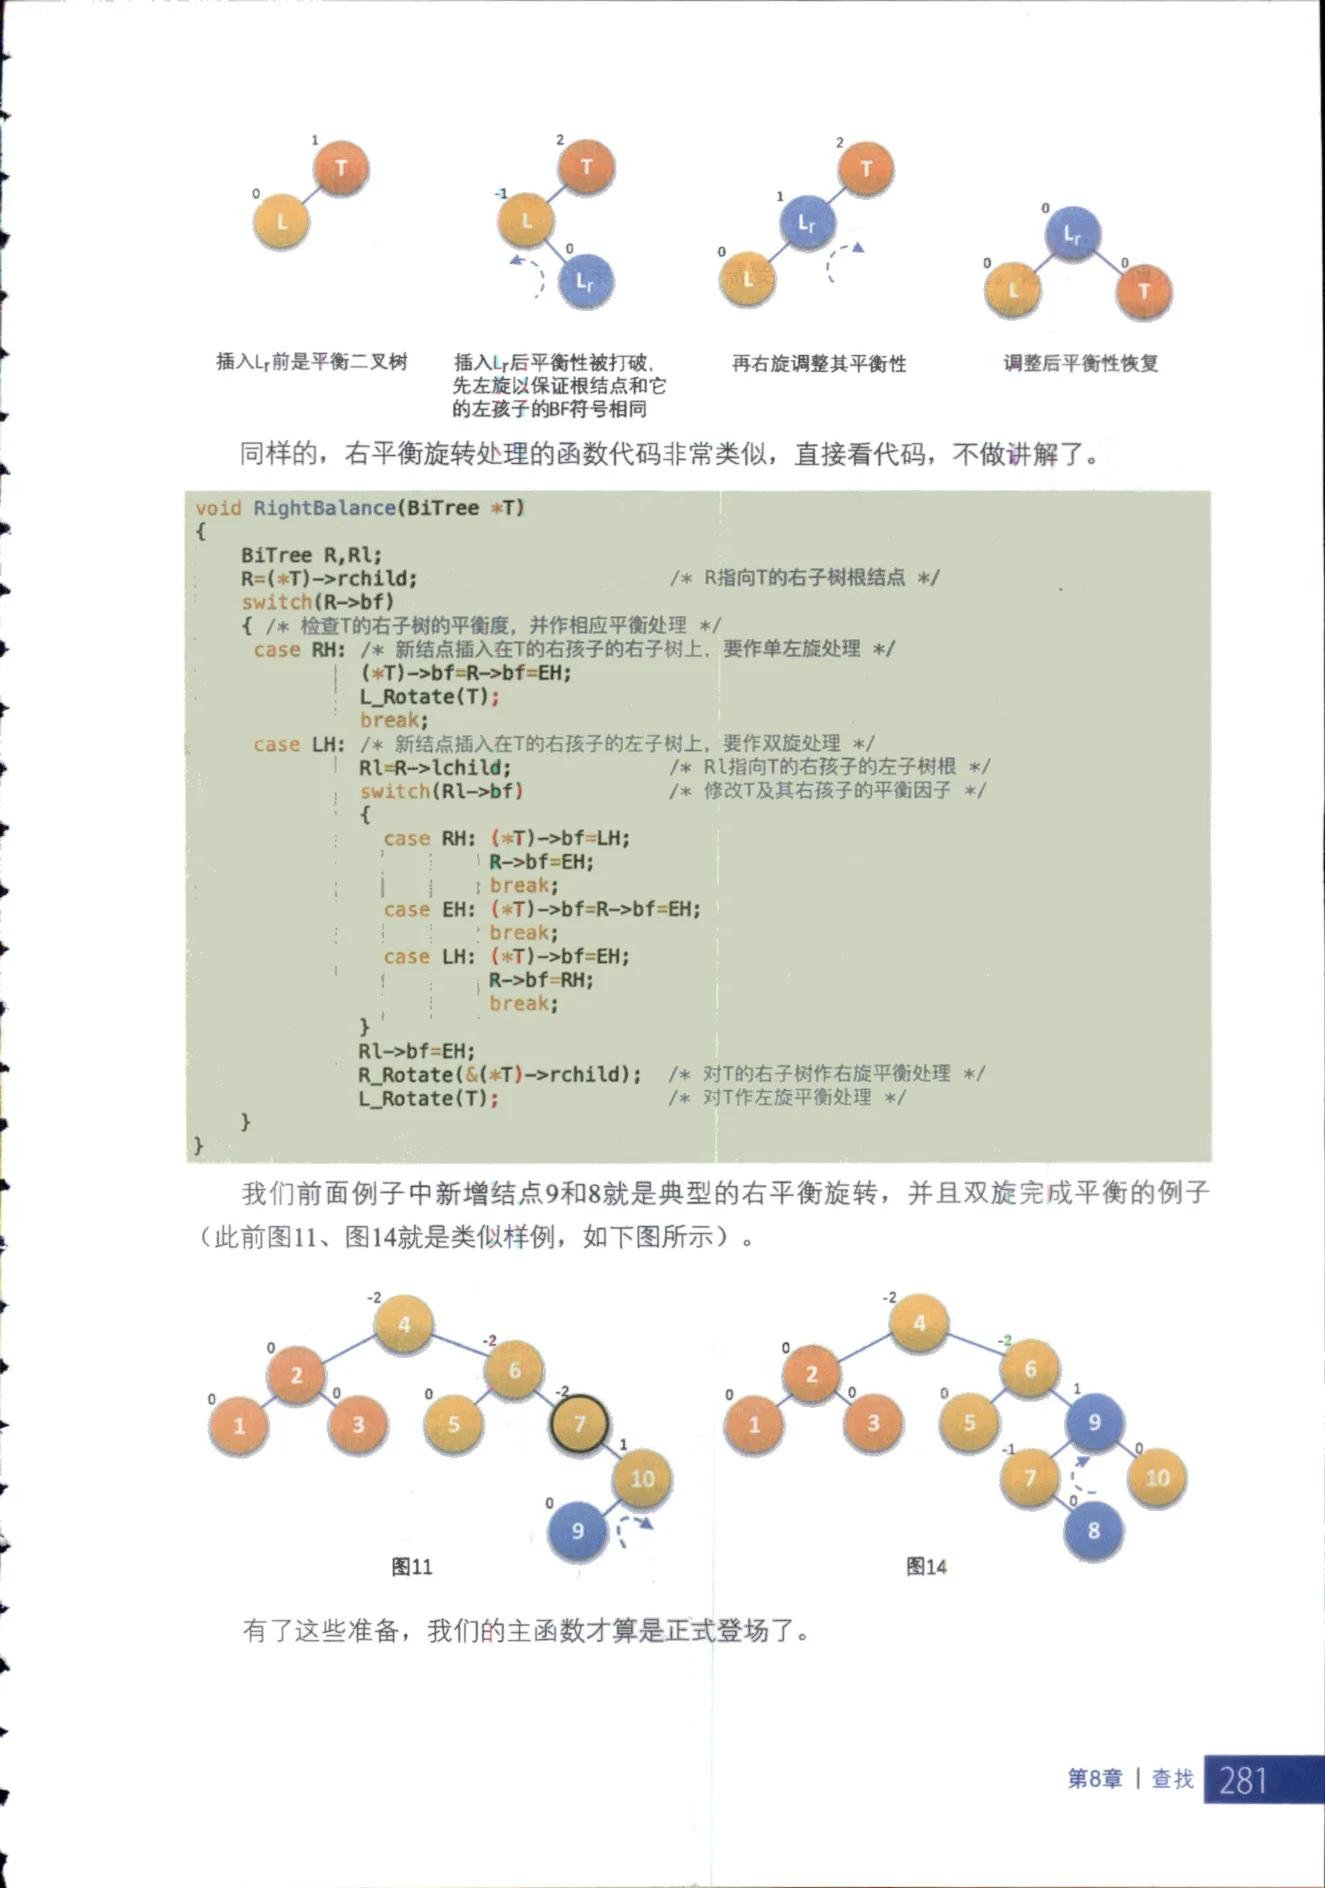 1
T
0
L
2
T
-1
L
0
Lr
2
T
1
Lr
0
L
0
Lr
0
L
0
T
插入Lr前是平衡二叉树
插入Lr后平衡性被打破,
先左旋以保证根结点和它
的左孩子的BF符号相同
再右旋调整其平衡性
调整后平衡性恢复
同样的，右平衡旋转处理的函数代码非常类似，直接看代码，不做讲解了。
void RightBalance(BiTree *T)
{
BiTree R,Rl;
R=(*T)->rchild; /* R指向T的右子树根结点 */
switch(R->bf)
{ /* 检查T的右子树的平衡度，并作相应平衡处理 */
case RH: /* 新结点插入在T的右孩子的右子树上，要作单左旋处理 */
(*T)->bf=R->bf=EH;
L_Rotate(T);
break;
case LH: /* 新结点插入在T的右孩子的左子树上，要作双旋处理 */
Rl=R->lchild; /* Rl指向T的右孩子的左子树根 */
switch(Rl->bf) /* 修改T及其右孩子的平衡因子 */
{
case RH: (*T)->bf=LH;
R->bf=EH;
break;
case EH: (*T)->bf=R->bf=EH;
break;
case LH: (*T)->bf=EH;
R->bf=RH;
break;
}
Rl->bf=EH;
R_Rotate(&(*T)->rchild); /* 对T的右子树作右旋平衡处理 */
L_Rotate(T); /* 对T作左旋平衡处理 */
}
}
我们前面例子中新增结点9和8就是典型的右平衡旋转，并且双旋完成平衡的例子
（此前图11、图14就是类似样例，如下图所示）。
-2
4
0
2
-2
6
0
1
0
3
0
5
-2
7
1
10
0
9
图11
-2
4
0
2
-2
6
0
1
0
3
0
5
1
9
-1
7
0
10
0
8
图14
有了这些准备，我们的主函数才算是正式登场了。
第8章 | 查找 281